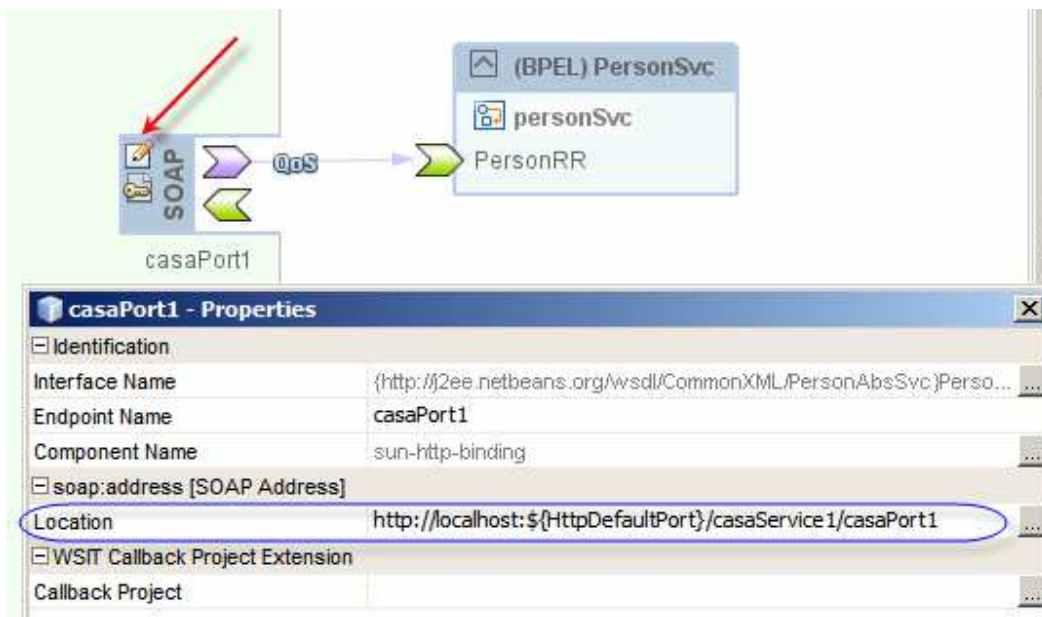 (BPEL) PersonSvc
personSvc
PersonRR
SOAP
QoS
casaPort1
casaPort1 - Properties
Identification
Interface Name {http://j2ee.netbeans.org/wsdl/CommonXML/PersonAbsSvc}Perso... ...
Endpoint Name casaPort1
Component Name sun-http-binding ...
soap:address [SOAP Address]
Location http://localhost:${HttpDefaultPort}/casaService1/casaPort1 ...
WSIT Callback Project Extension
Callback Project ...